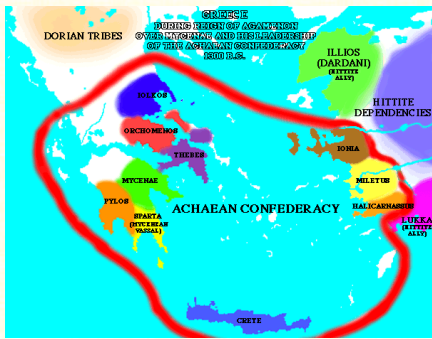 GREECE
DURING REIGN OF AGAMENON
OVER MYCENAE AND HIS LEADERSHIP
OF THE ACHAEAN CONFEDERACY
1300 B.C.
DORIAN TRIBES
ILLIOS
(DARDANI)
(HITTITE
ALLY)
HITTITE
DEPENDENCIES
IOLKOS
ORCHOMENOS
THEBES
IONIA
MYCENAE
MILETUS
PYLOS
SPARTA
(MYCENEAN
VASSAL)
ACHAEAN CONFEDERACY
HALICARNASSUS
LUKKA
(HITTITE
ALLY)
CRETE